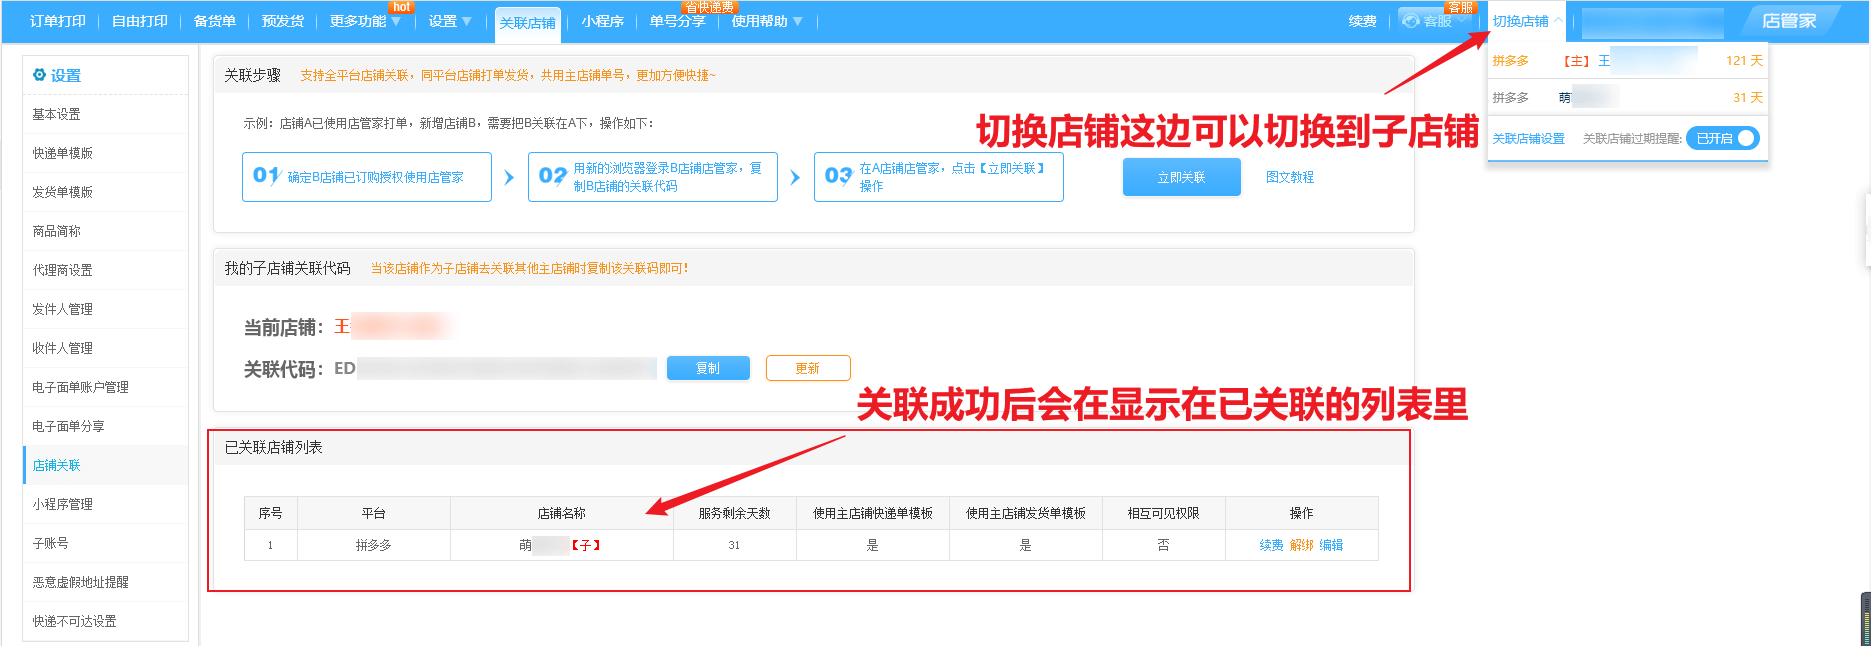 订单打印 自由打印 备货单 预发货 更多功能 hot 设置 关联店铺 小程序 单号分享 省快递费 使用帮助 续费 客服 客服 切换店铺 店管家
拼多多 【主】 王 121 天
拼多多 萌 31 天
关联店铺设置 关联店铺过期提醒: 已开启
切换店铺这边可以切换到子店铺
设置
基本设置
快递单模版
发货单模版
商品简称
代理商设置
发件人管理
收件人管理
电子面单账户管理
电子面单分享
店铺关联
小程序管理
子账号
恶意虚假地址提醒
快递不可达设置
关联步骤 支持全平台店铺关联，同平台店铺打单发货，共用主店铺单号，更加方便快捷~
示例：店铺A已使用店管家打单，新增店铺B，需要把B关联在A下，操作如下：
01 确定B店铺已订购授权使用店管家
02 用新的浏览器登录B店铺店管家，复
制B店铺的关联代码
03 在A店铺店管家，点击【立即关联】
操作
立即关联 图文教程
我的子店铺关联代码 当该店铺作为子店铺去关联其他主店铺时复制该关联码即可！
当前店铺： 王
关联代码： ED 复制 更新
关联成功后会在显示在已关联的列表里
已关联店铺列表
序号 平台 店铺名称 服务剩余天数 使用主店铺快递单模板 使用主店铺发货单模板 相互可见权限 操作
1 拼多多 萌 【子】 31 是 是 否 续费 解绑 编辑